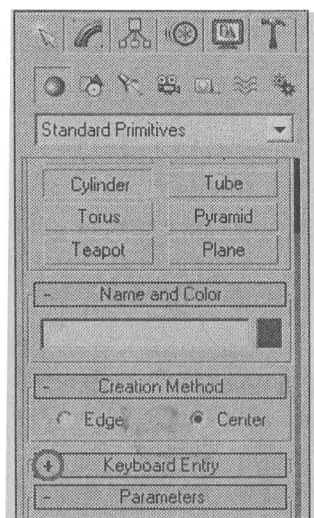 Standard Primitives
Cylinder Tube
Torus Pyramid
Teapot Plane
- Name and Color
- Creation Method
Edge Center
+ Keyboard Entry
- Parameters